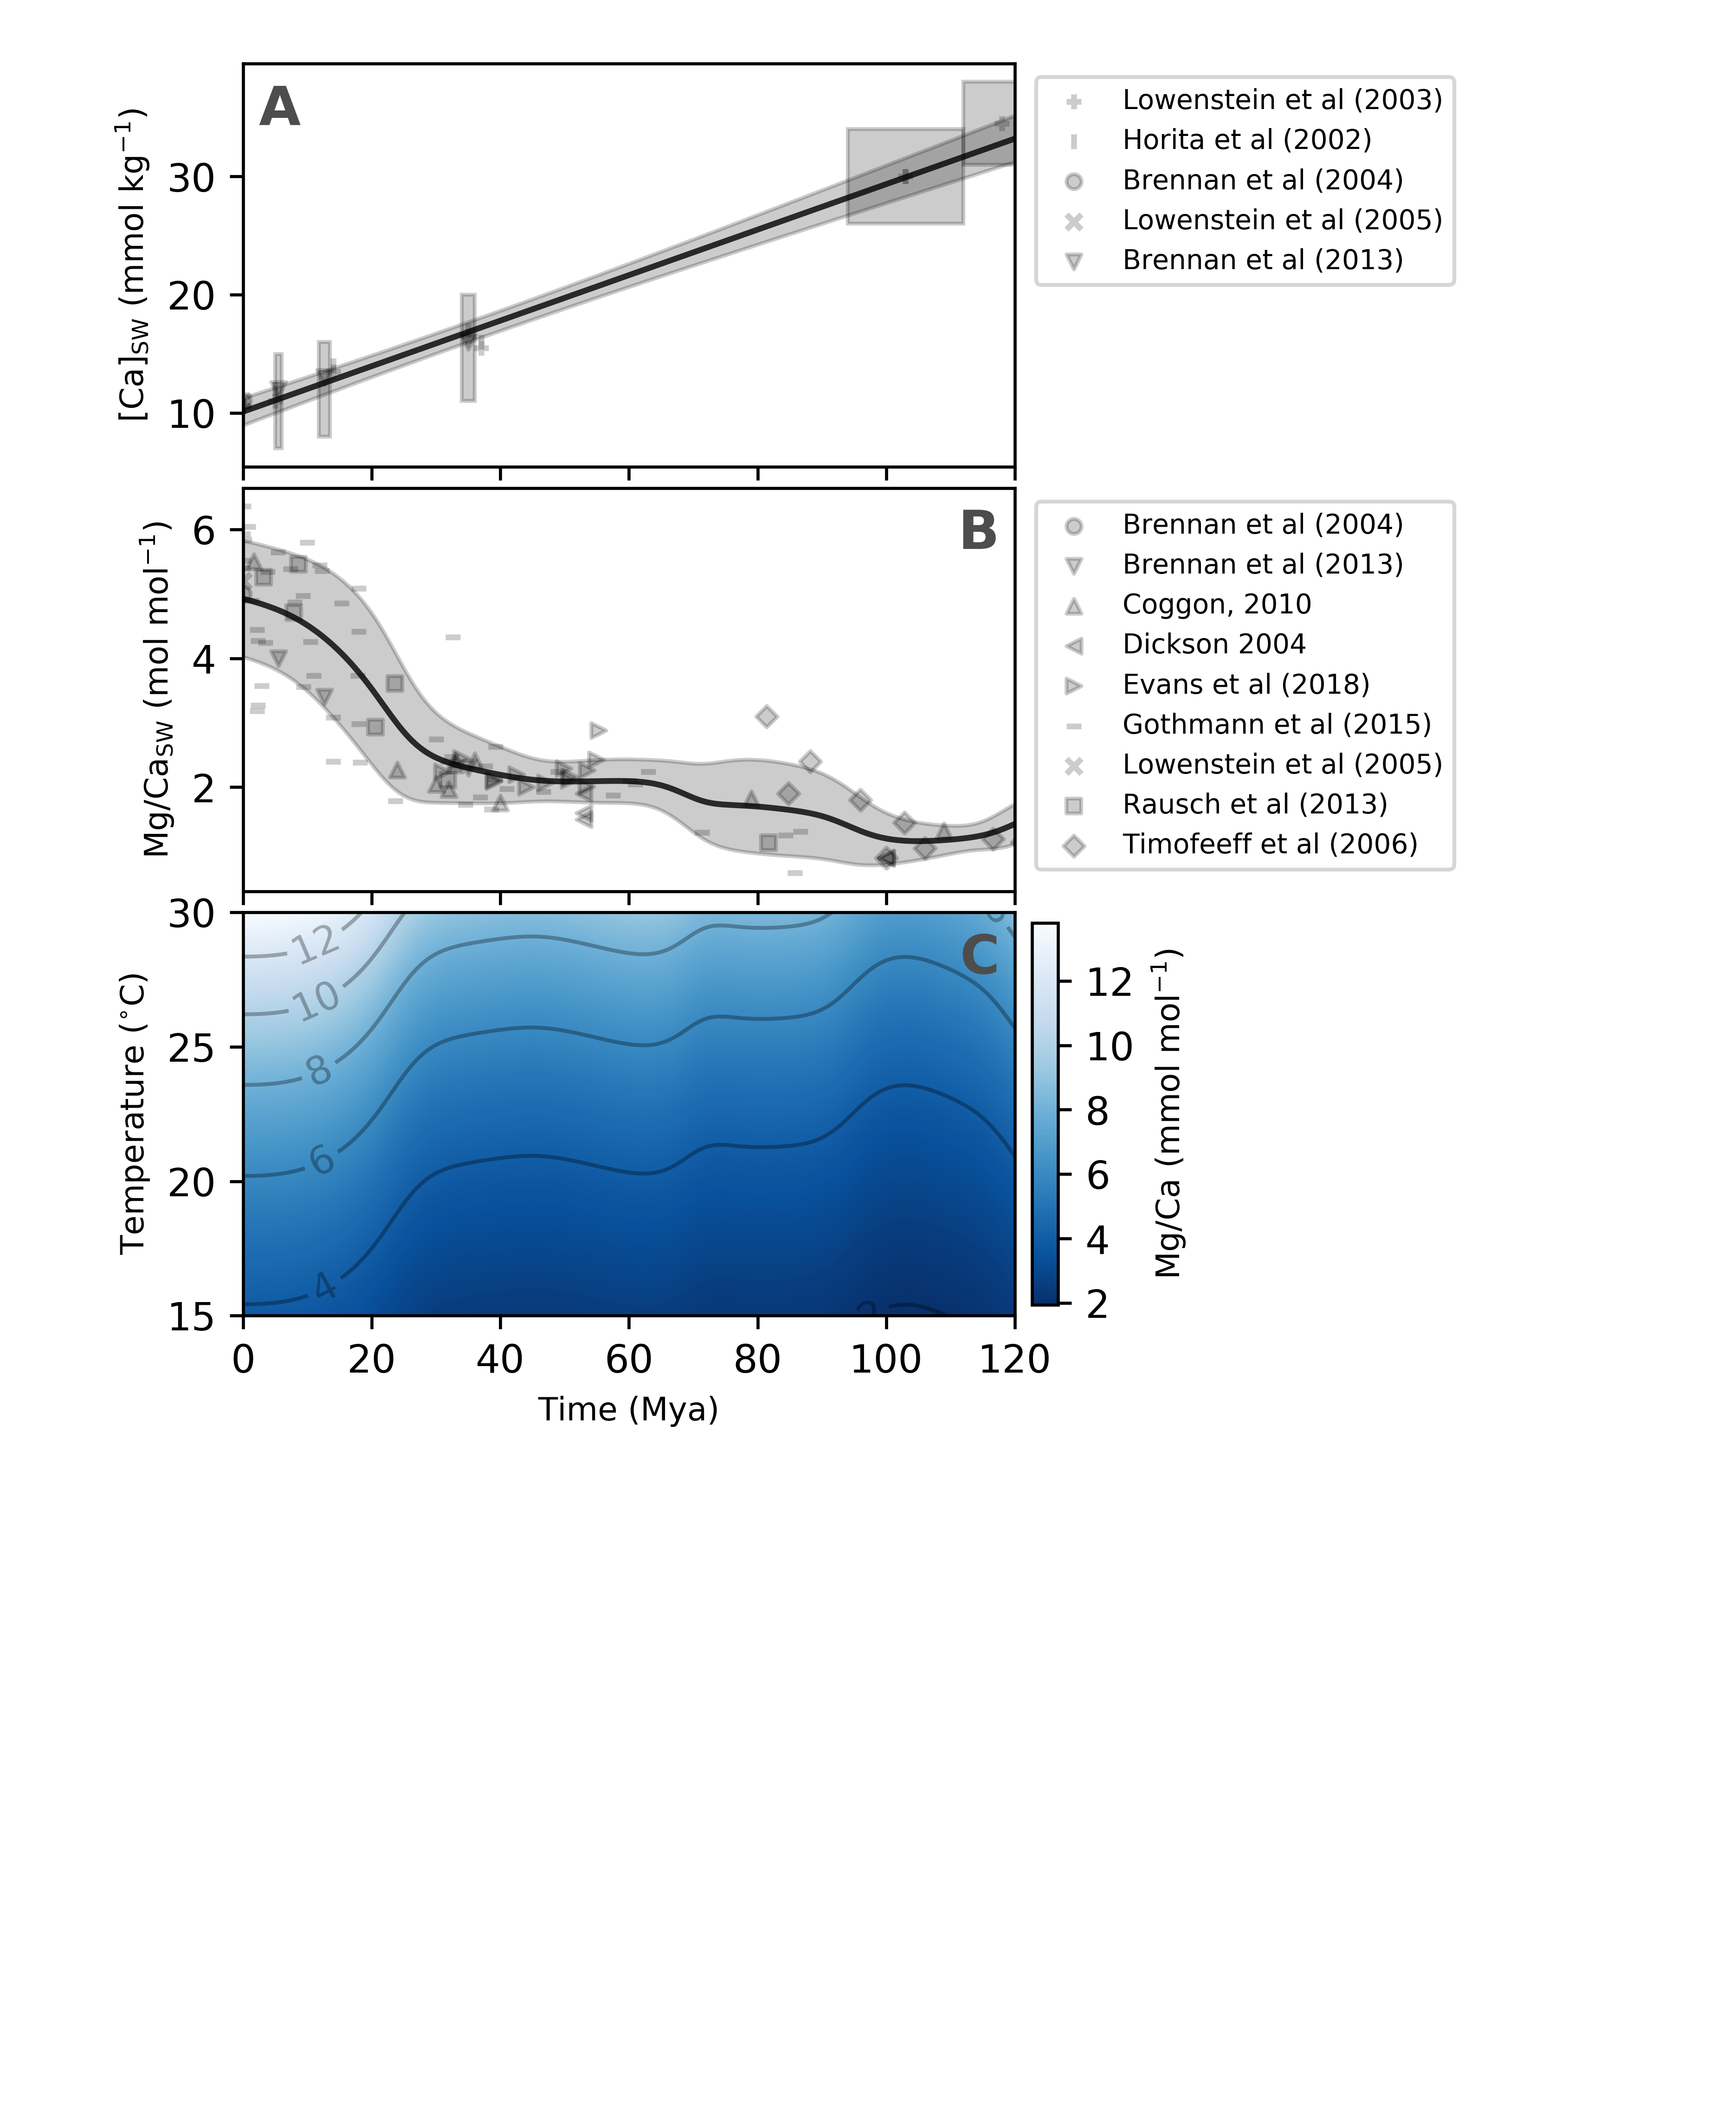 A
[Ca]SW (mmol kg−1)
30
20
10
Lowenstein et al (2003)
Horita et al (2002)
Brennan et al (2004)
Lowenstein et al (2005)
Brennan et al (2013)
B
Mg/CaSW (mol mol−1)
6
4
2
Brennan et al (2004)
Brennan et al (2013)
Coggon, 2010
Dickson 2004
Evans et al (2018)
Gothmann et al (2015)
Lowenstein et al (2005)
Rausch et al (2013)
Timofeeff et al (2006)
C
Temperature (°C)
30
25
20
15
12
10
8
6
4
2
0 20 40 60 80 100 120
Time (Mya)
12
10
8
6
4
2
Mg/Ca (mmol mol−1)